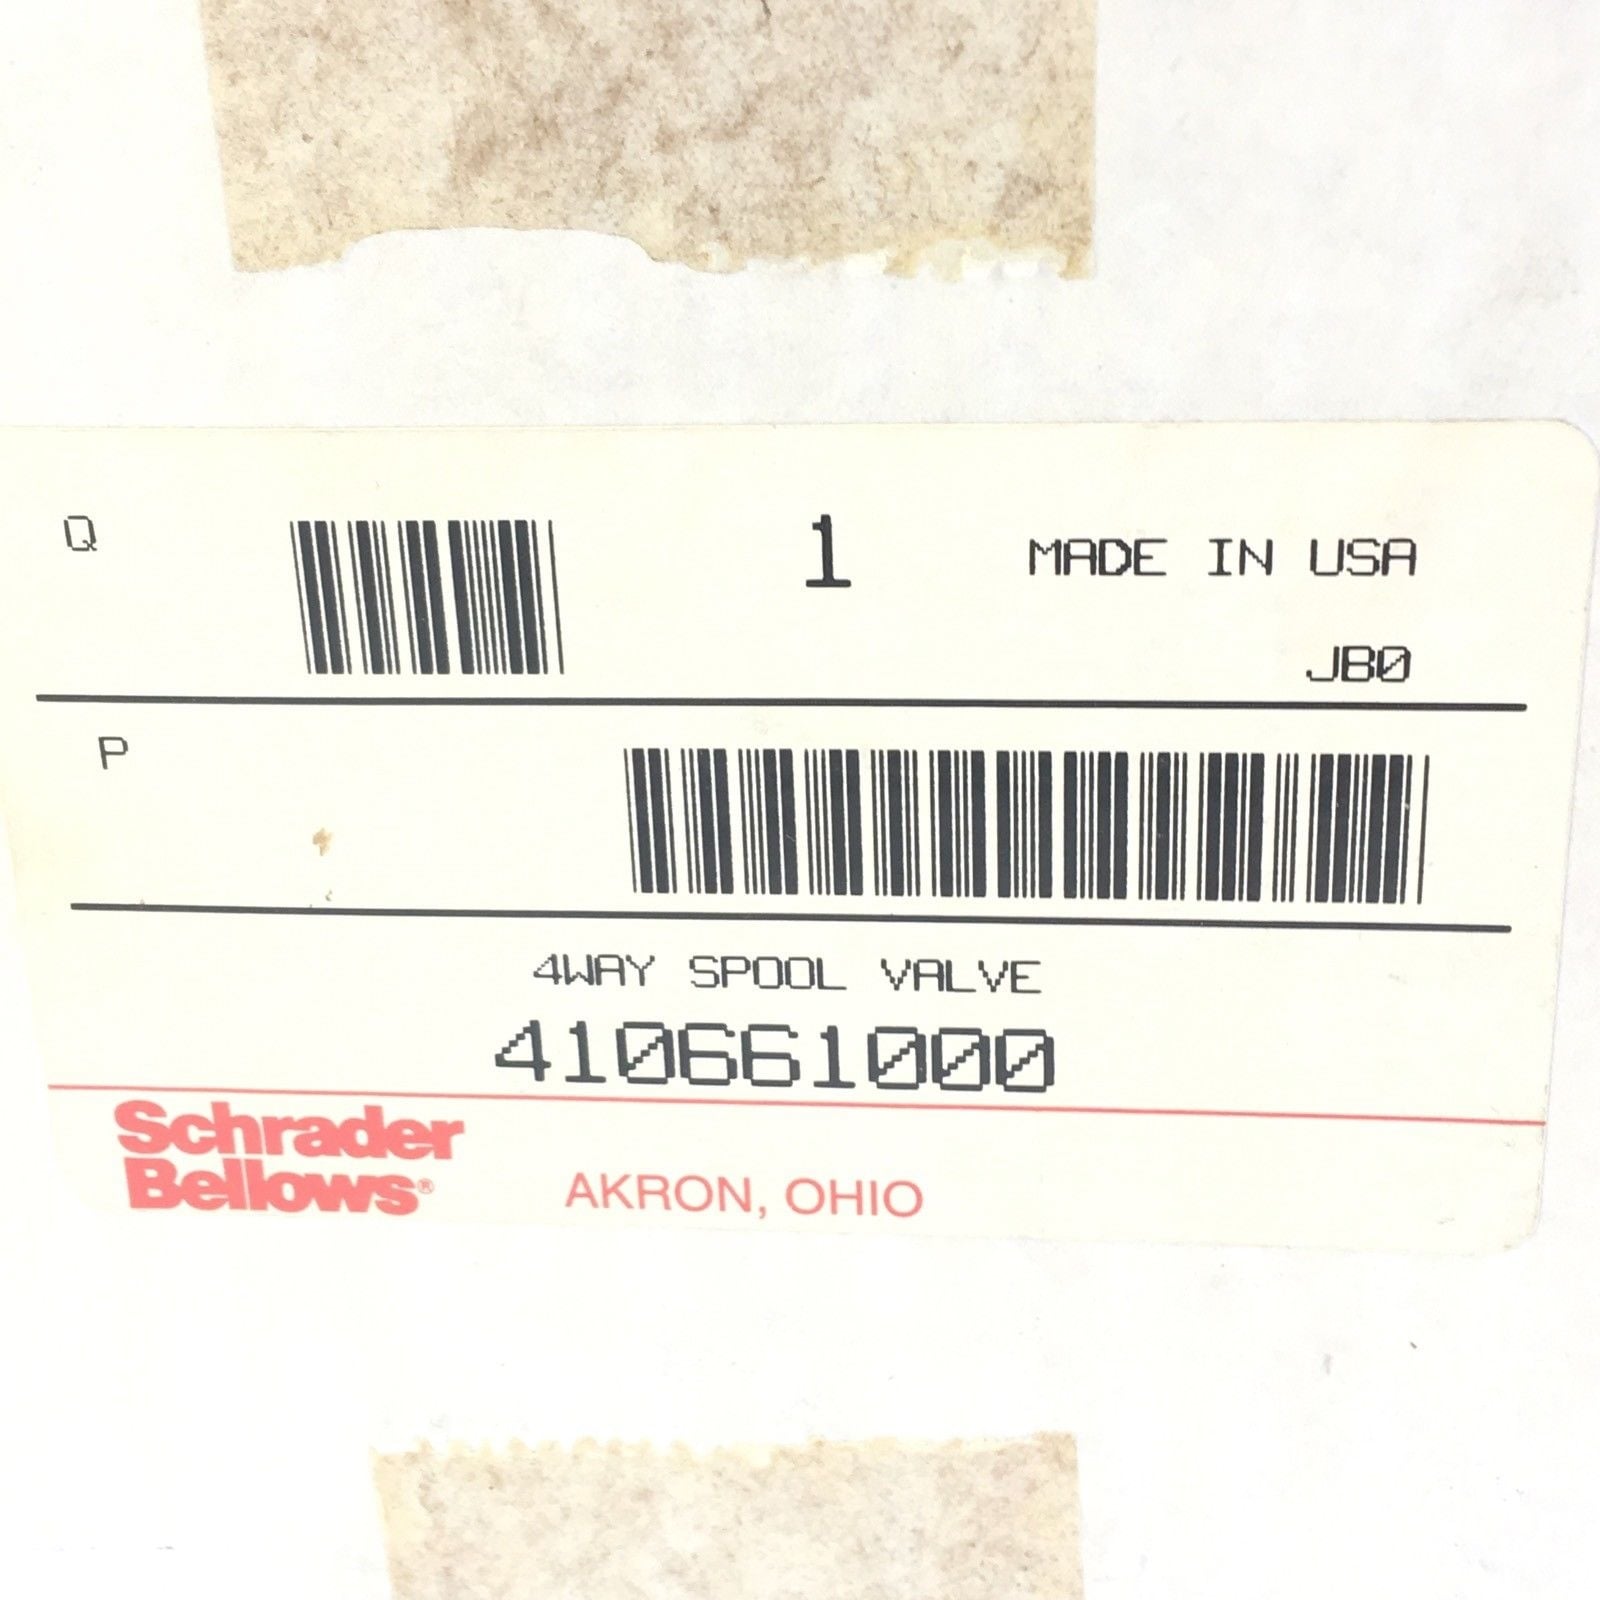 Q 1 MADE IN USA
JB0
P
4WAY SPOOL VALVE
410661000
Schrader
Bellows®
AKRON, OHIO